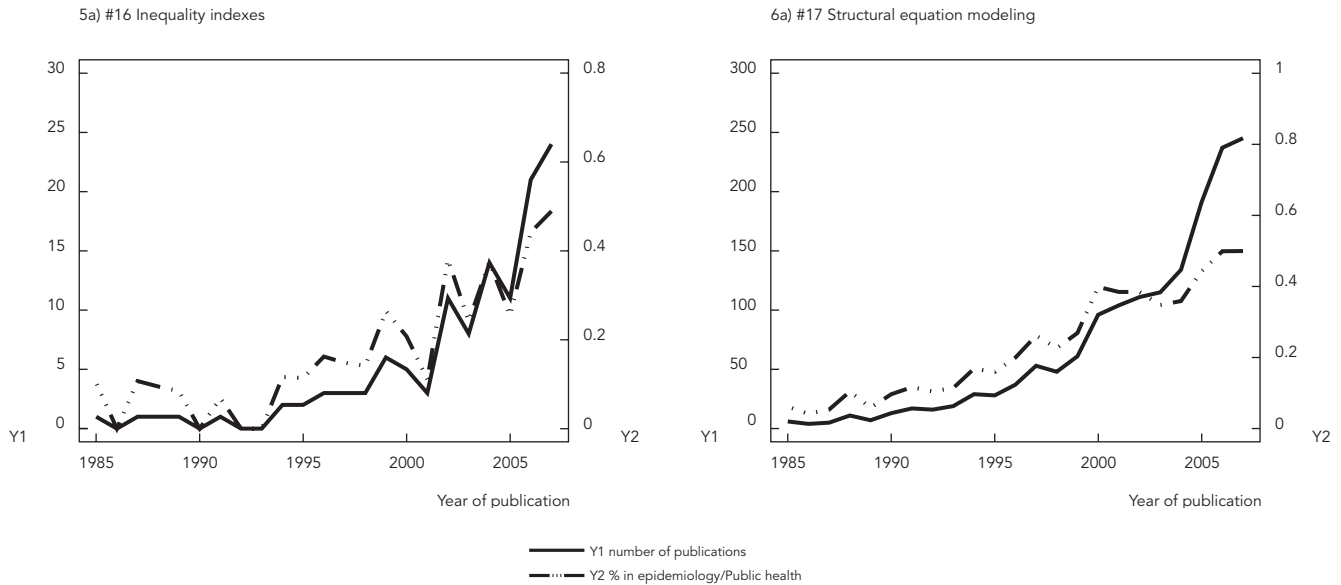 5a) #16 Inequality indexes
30
25
20
15
10
5
0
Y1
0.8
0.6
0.4
0.2
0
Y2
1985 1990 1995 2000 2005
Year of publication
6a) #17 Structural equation modeling
300
250
200
150
100
50
0
Y1
1
0.8
0.6
0.4
0.2
0
Y2
1985 1990 1995 2000 2005
Year of publication
Y1 number of publications
Y2 % in epidemiology/Public health